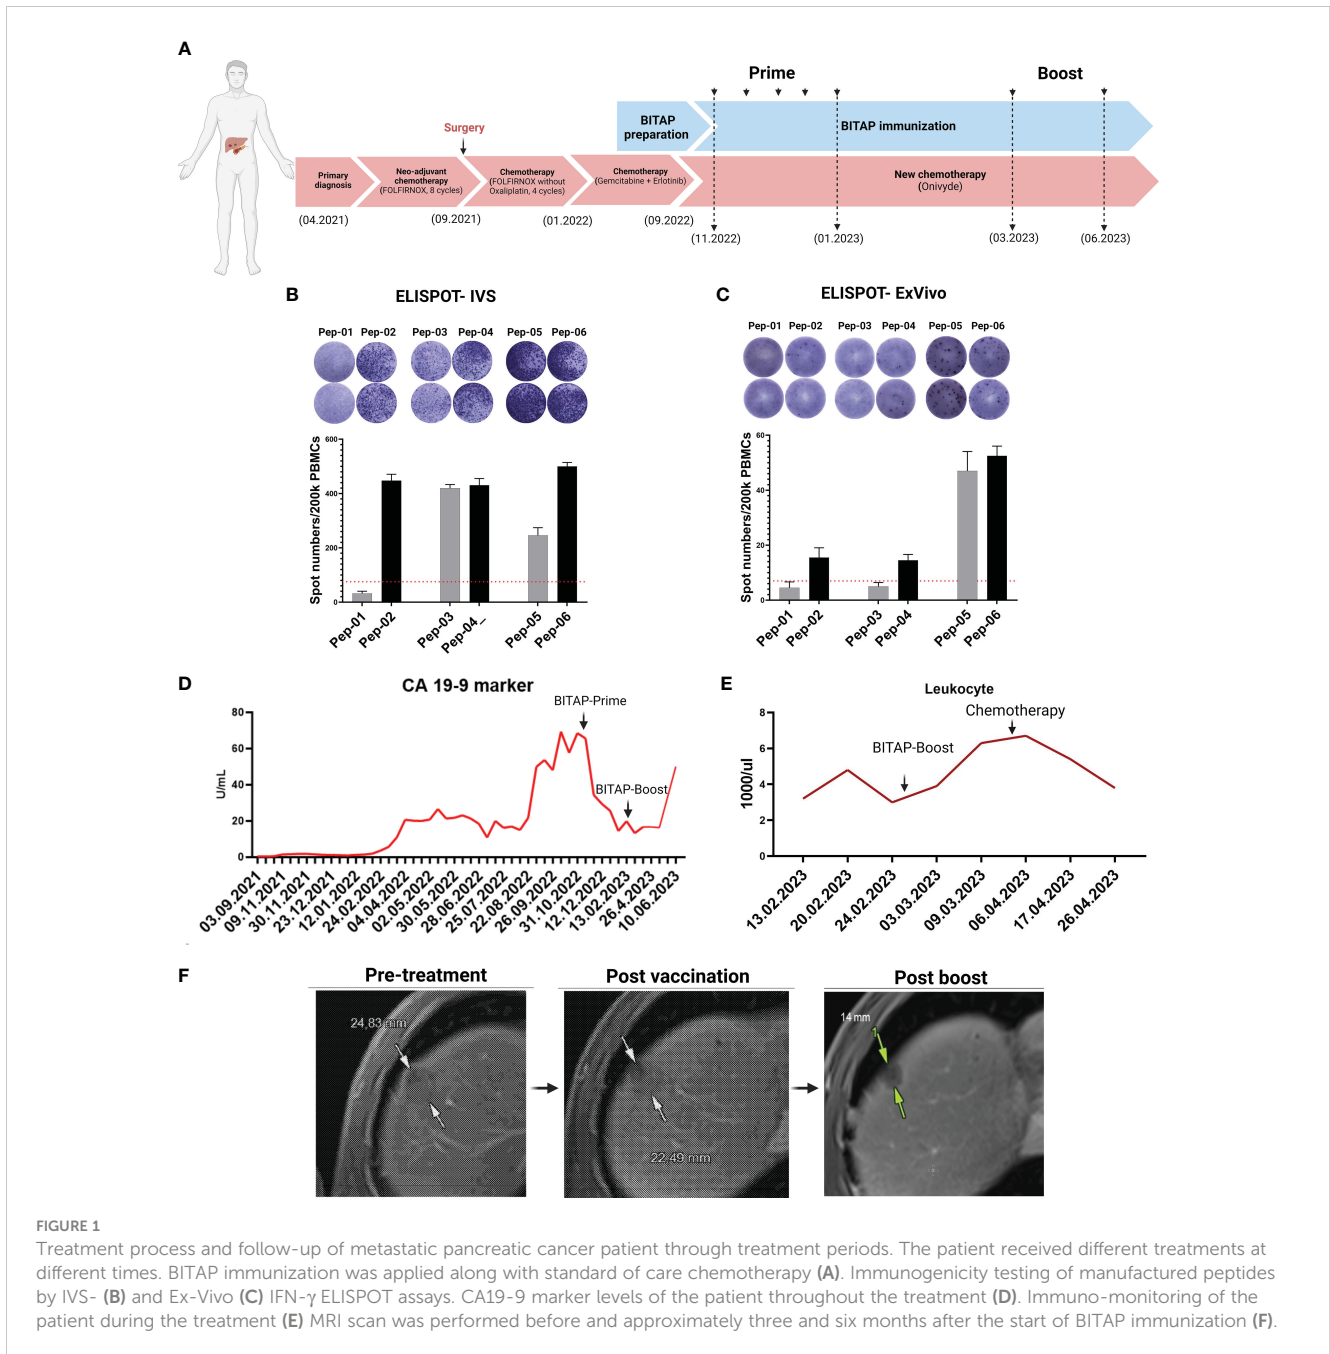 A
Prime
Boost
BITAP
preparation
BITAP immunization
Surgery
Primary
diagnosis
Neo-adjuvant
chemotherapy
(FOLFIRNOX, 8 cycles)
Chemotherapy
(FOLFIRNOX without
Oxaliplatin, 4 cycles)
Chemotherapy
(Gemcitabine + Erlotinib)
New chemotherapy
(Onivyde)
(04.2021)
(09.2021)
(01.2022)
(09.2022)
(11.2022)
(01.2023)
(03.2023)
(06.2023)
B
ELISPOT- IVS
Pep-01 Pep-02 Pep-03 Pep-04 Pep-05 Pep-06
Spot numbers/200k PBMCs
600
400
200
0
Pep-01
Pep-02
Pep-03
Pep-04_
Pep-05
Pep-06
C
ELISPOT- ExVivo
Pep-01 Pep-02 Pep-03 Pep-04 Pep-05 Pep-06
Spot numbers/200k PBMCs
60
40
20
0
Pep-01
Pep-02
Pep-03
Pep-04
Pep-05
Pep-06
D
CA 19-9 marker
BITAP-Prime
BITAP-Boost
U/mL
80
60
40
20
0
03.09.2021
09.11.2021
30.11.2021
23.12.2021
12.01.2022
24.02.2022
04.04.2022
02.05.2022
30.05.2022
28.06.2022
25.07.2022
22.08.2022
26.09.2022
31.10.2022
12.12.2022
13.02.2023
26.4.2023
10.06.2023
E
Leukocyte
Chemotherapy
BITAP-Boost
1000/ul
8
6
4
2
0
13.02.2023
20.02.2023
24.02.2023
03.03.2023
09.03.2023
06.04.2023
17.04.2023
26.04.2023
F
Pre-treatment
Post vaccination
Post boost
24,83 mm
22,49 mm
14 mm
1
FIGURE 1
Treatment process and follow-up of metastatic pancreatic cancer patient through treatment periods. The patient received different treatments at
different times. BITAP immunization was applied along with standard of care chemotherapy (A). Immunogenicity testing of manufactured peptides
by IVS- (B) and Ex-Vivo (C) IFN-γ ELISPOT assays. CA19-9 marker levels of the patient throughout the treatment (D). Immuno-monitoring of the
patient during the treatment (E) MRI scan was performed before and approximately three and six months after the start of BITAP immunization (F).